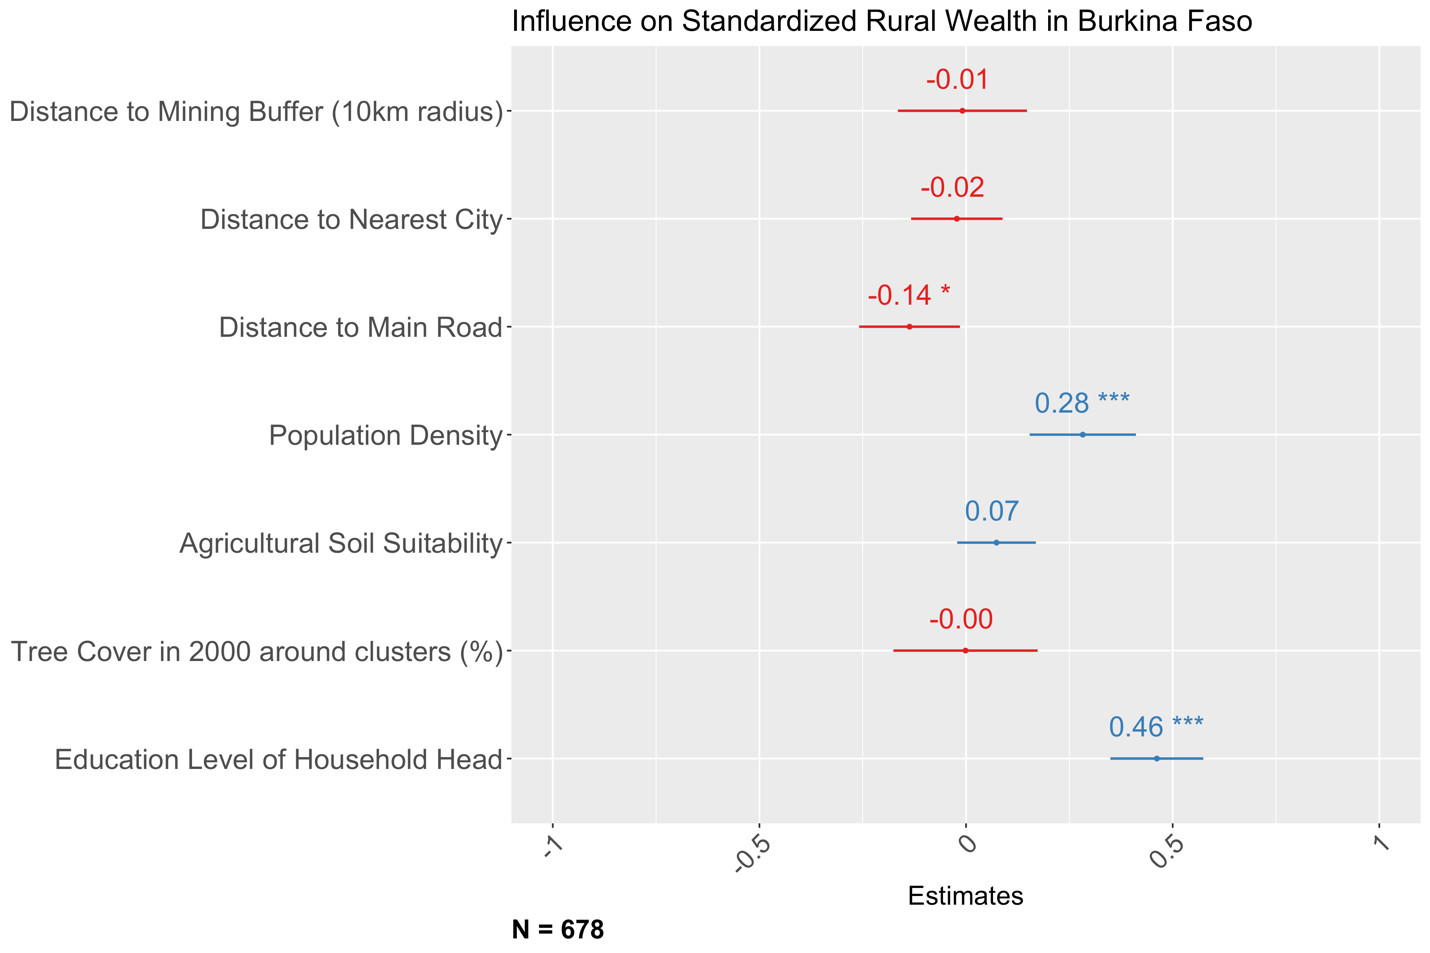 Influence on Standardized Rural Wealth in Burkina Faso
Distance to Mining Buffer (10km radius)
-0.01
Distance to Nearest City
-0.02
Distance to Main Road
-0.14 *
Population Density
0.28 ***
Agricultural Soil Suitability
0.07
Tree Cover in 2000 around clusters (%)
-0.00
Education Level of Household Head
0.46 ***
-1 -0.5 0 0.5 1
Estimates
N = 678